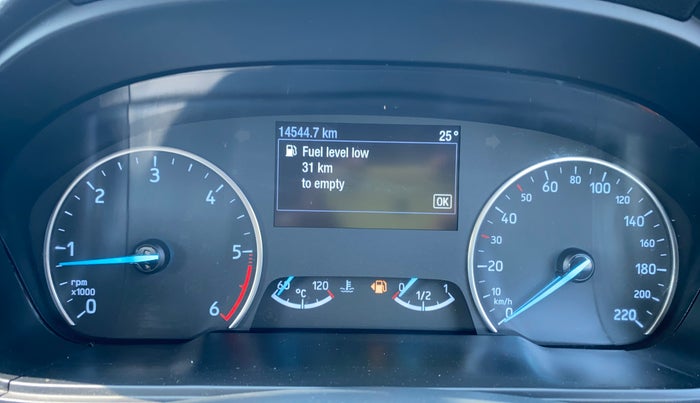 14544.7 km 25°
Fuel level low
31 km
to empty
OK
0 1 2 3 4 5 6
rpm
x1000
60 120
°C
0 1/2 1
0 10 20 30 40 50 60 80 100 120 140 160 180 200 220
km/h